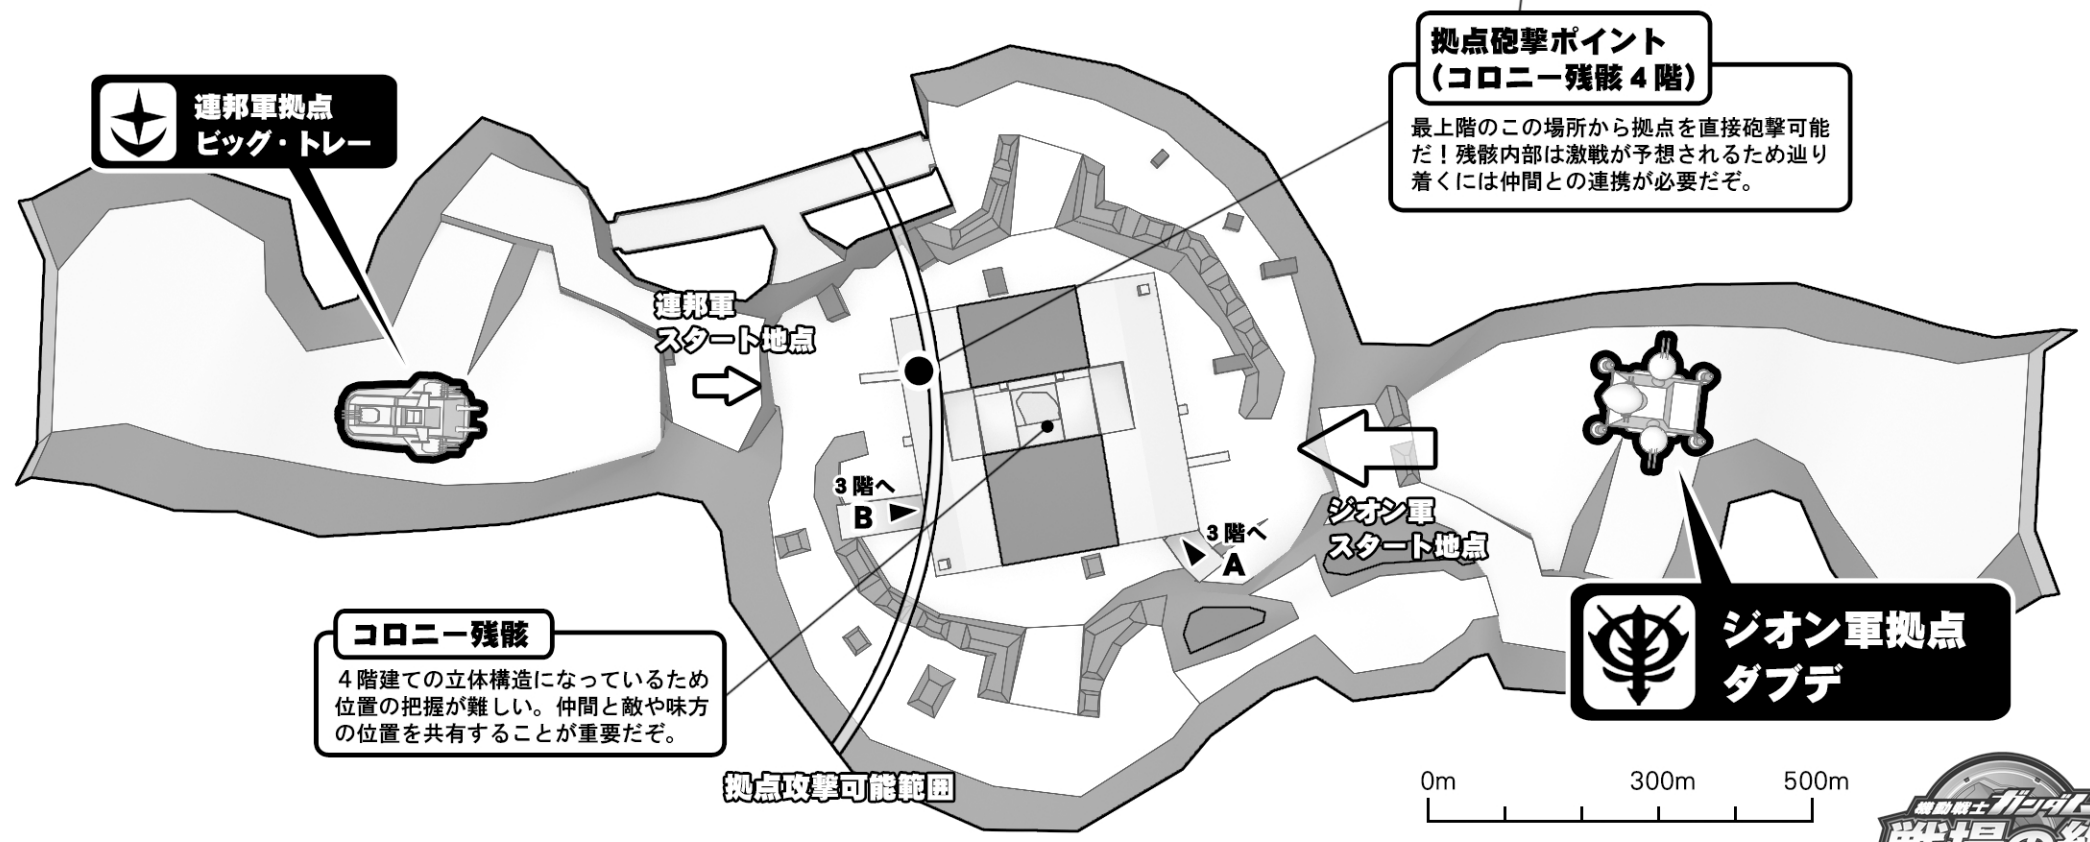 拠点砲撃ポイント
（コロニー残骸４階）
最上階のこの場所から拠点を直接砲撃可能
だ！残骸内部は激戦が予想されるため辿り
着くには仲間との連携が必要だぞ。
連邦軍拠点
ビッグ・トレー
連邦軍
スタート地点
3階へ
B
3階へ
A
ジオン軍
スタート地点
ジオン軍拠点
ダブデ
コロニー残骸
４階建ての立体構造になっているため
位置の把握が難しい。仲間と敵や味方
の位置を共有することが重要だぞ。
拠点攻撃可能範囲
0m 300m 500m
機動戦士ガンダム
戦場の絆